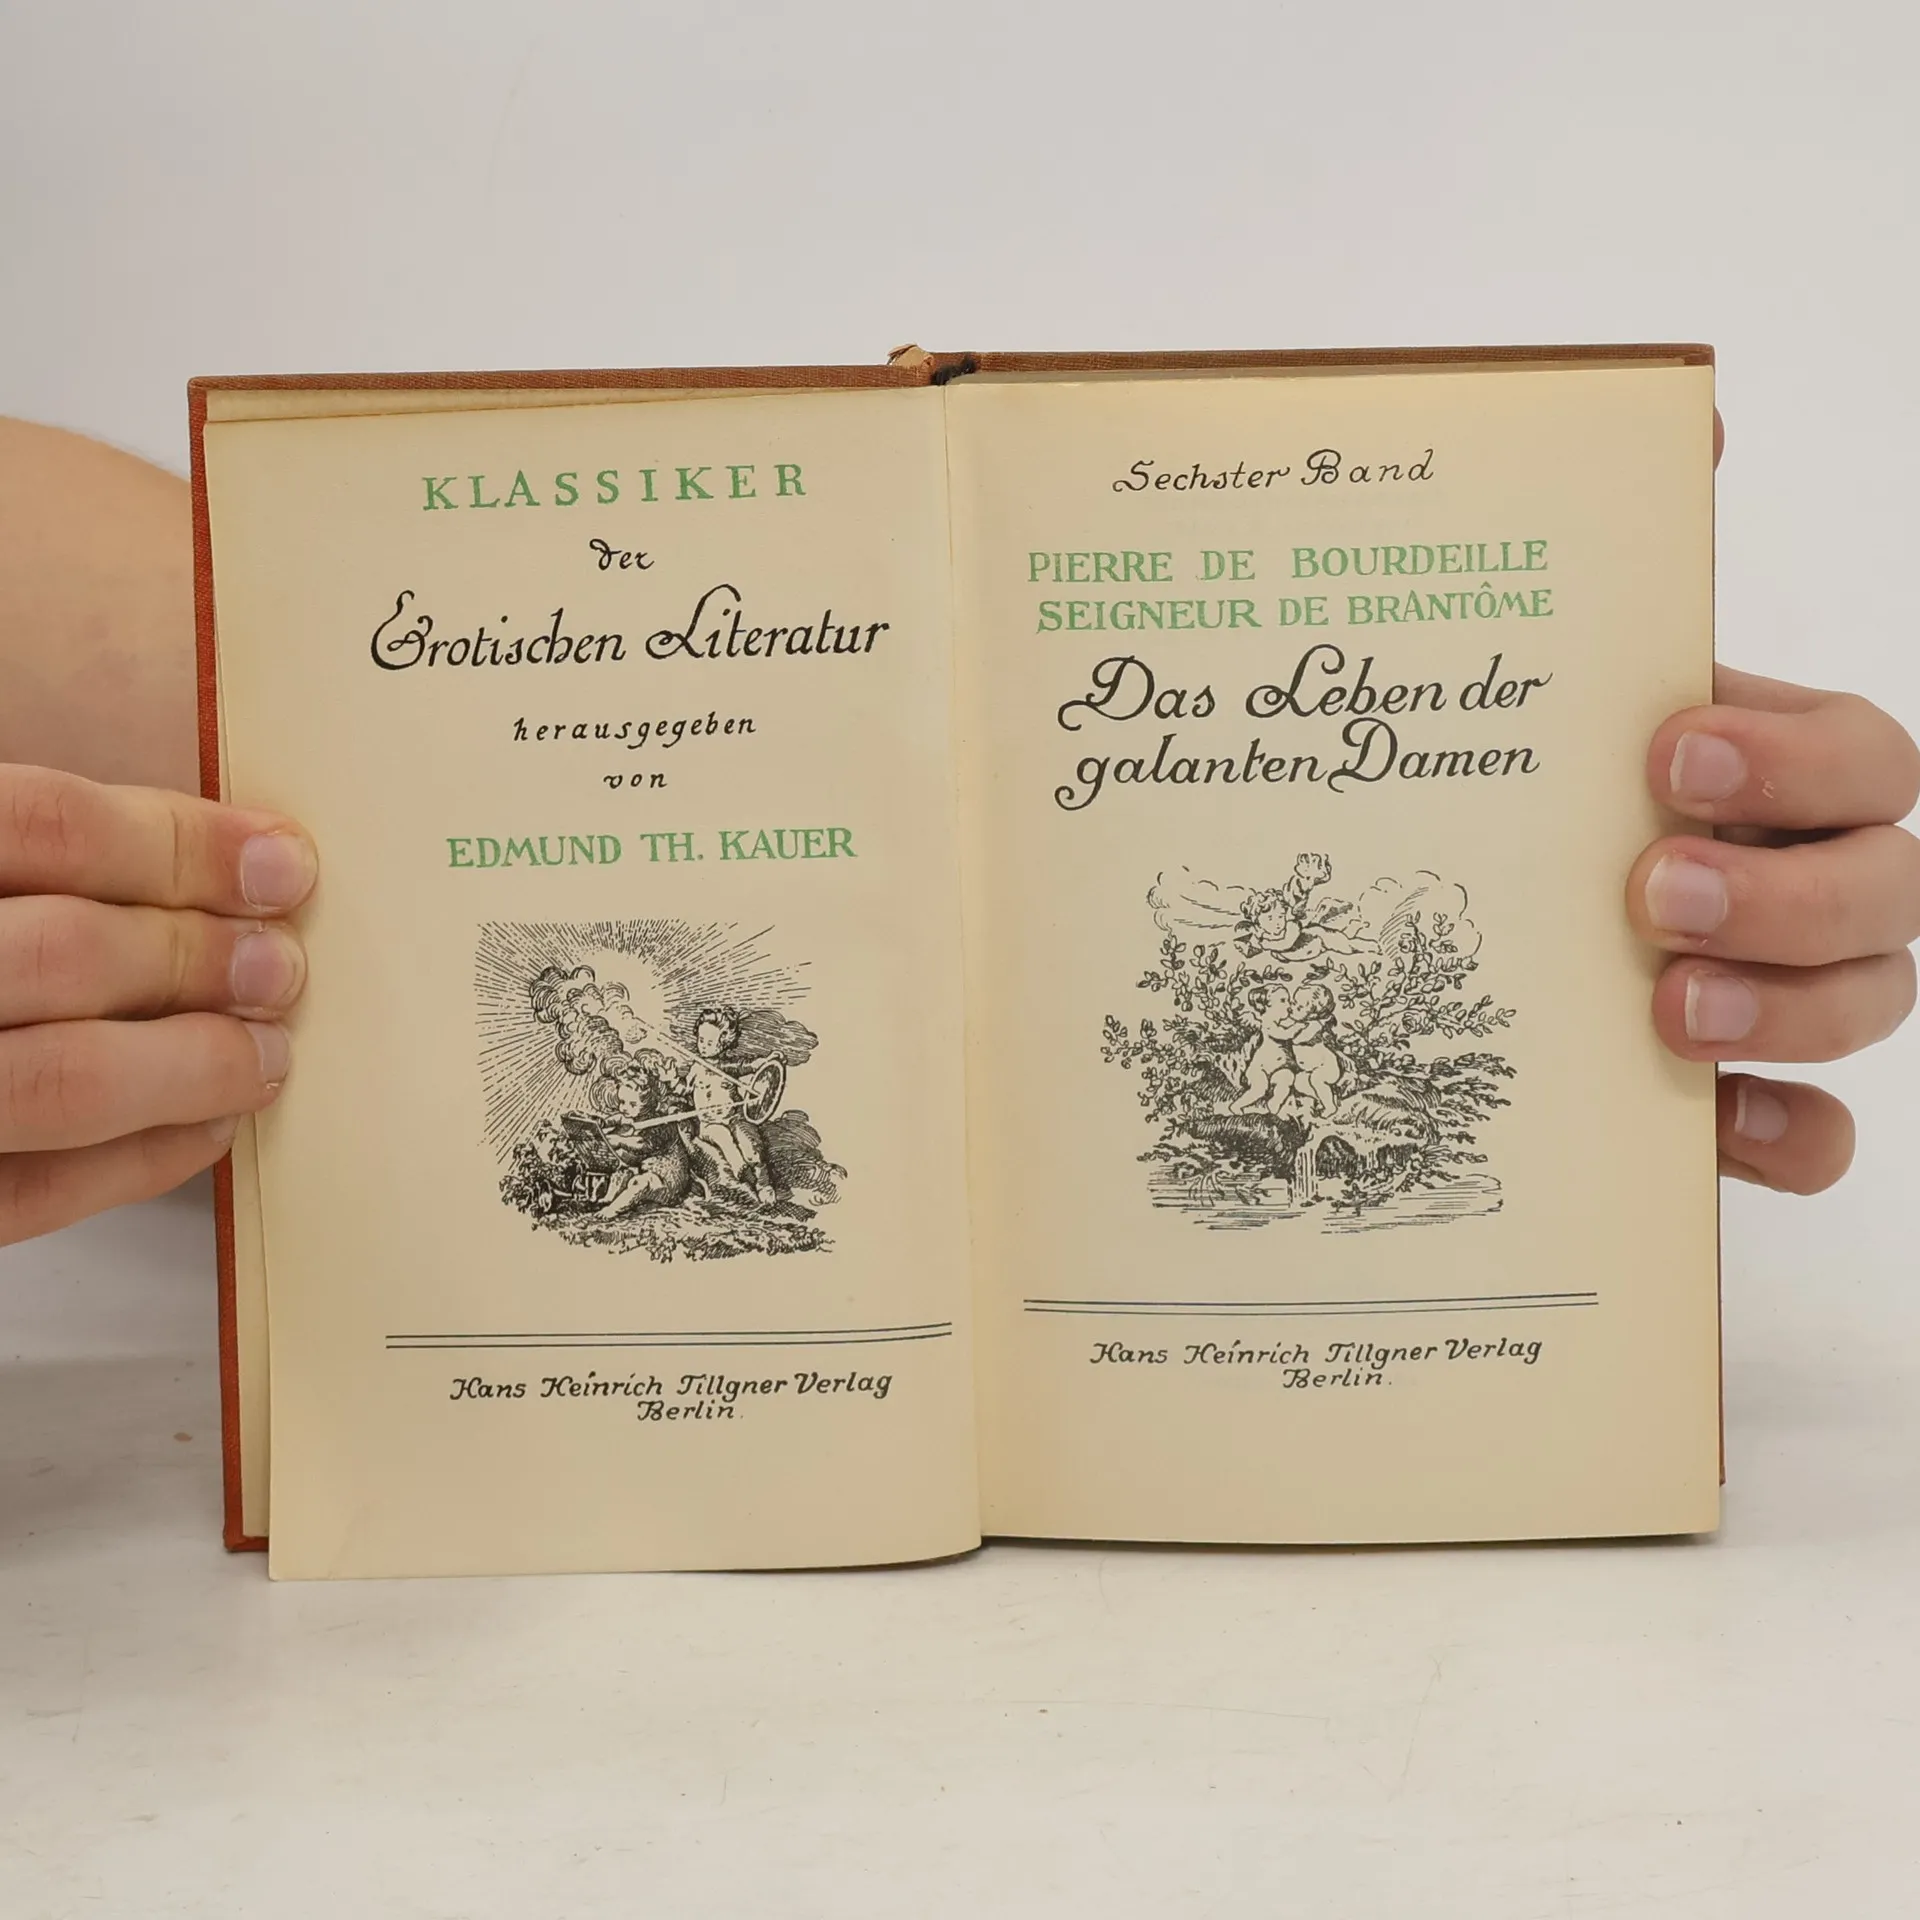 KLASSIKER
der
Erotischen Literatur
herausgegeben
von
EDMUND TH. KAUER
Hans Heinrich Tillgner Verlag
Berlin.
Sechster Band
PIERRE DE BOURDEILLE
SEIGNEUR DE BRANTÔME
Das Leben der
galanten Damen
Hans Heinrich Tillgner Verlag
Berlin.